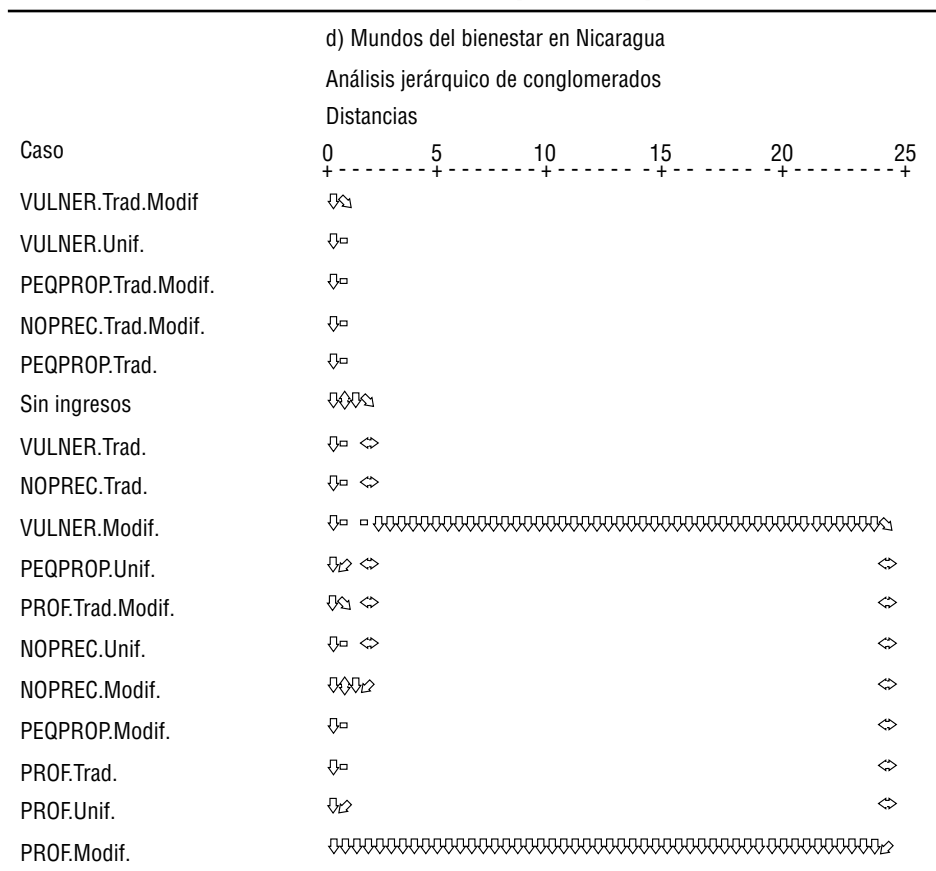 d) Mundos del bienestar en Nicaragua
Análisis jerárquico de conglomerados
Distancias
Caso
0 5 10 15 20 25
VULNER.Trad.Modif
VULNER.Unif.
PEQPROP.Trad.Modif.
NOPREC.Trad.Modif.
PEQPROP.Trad.
Sin ingresos
VULNER.Trad.
NOPREC.Trad.
VULNER.Modif.
PEQPROP.Unif.
PROF.Trad.Modif.
NOPREC.Unif.
NOPREC.Modif.
PEQPROP.Modif.
PROF.Trad.
PROF.Unif.
PROF.Modif.